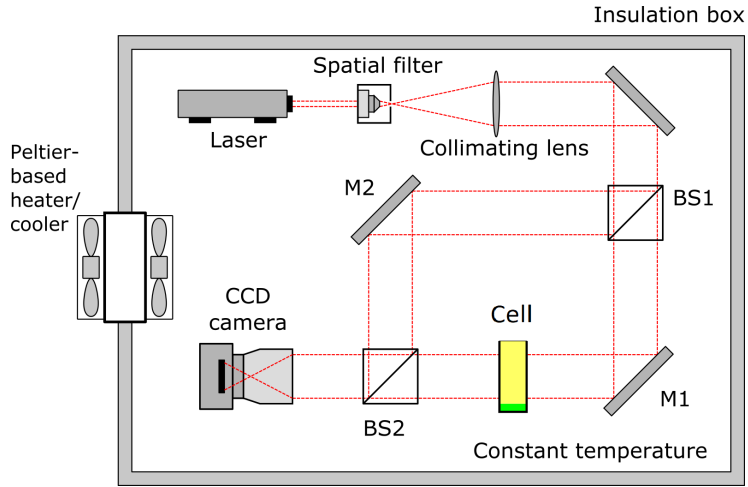 Insulation box
Spatial filter
Laser
Collimating lens
Peltier-
based
heater/
cooler
M2
BS1
CCD
camera
Cell
M1
BS2
Constant temperature